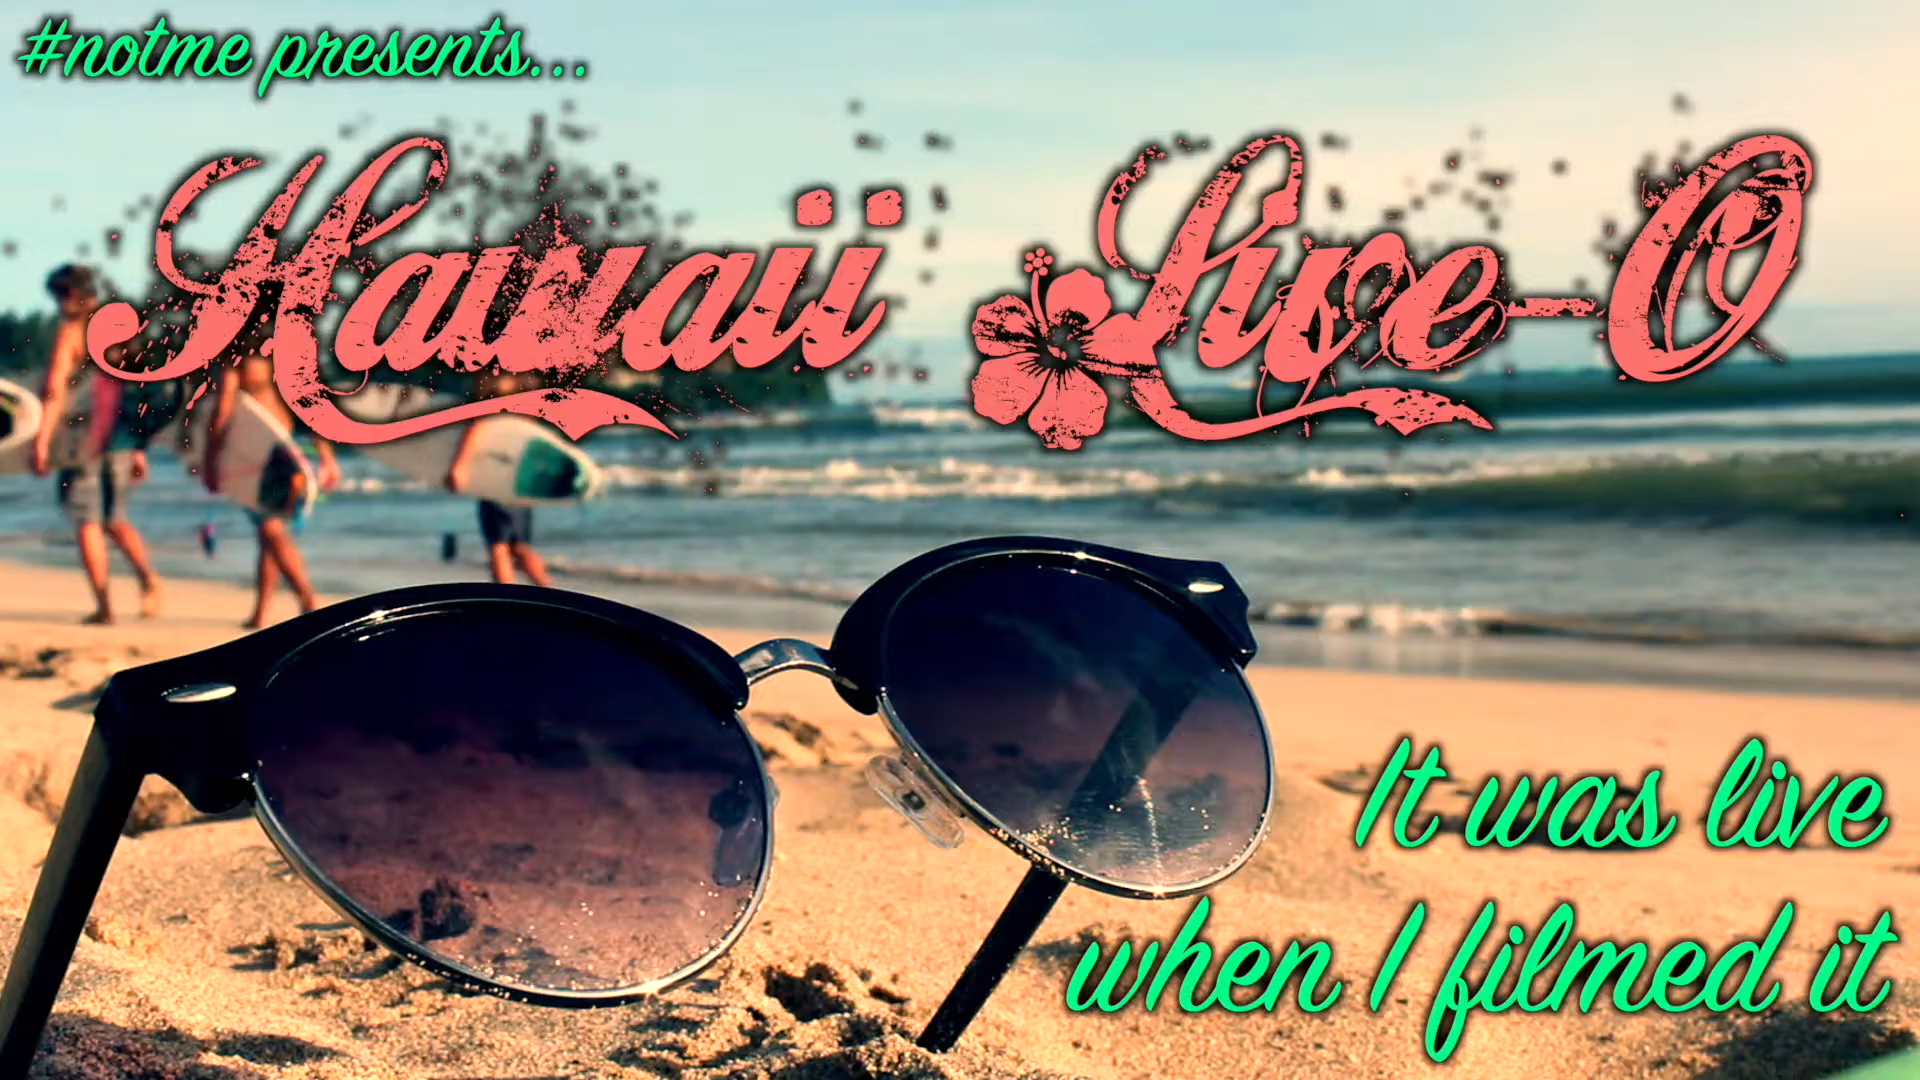 #notme presents...
Hawaii Live-O
It was live
when I filmed it